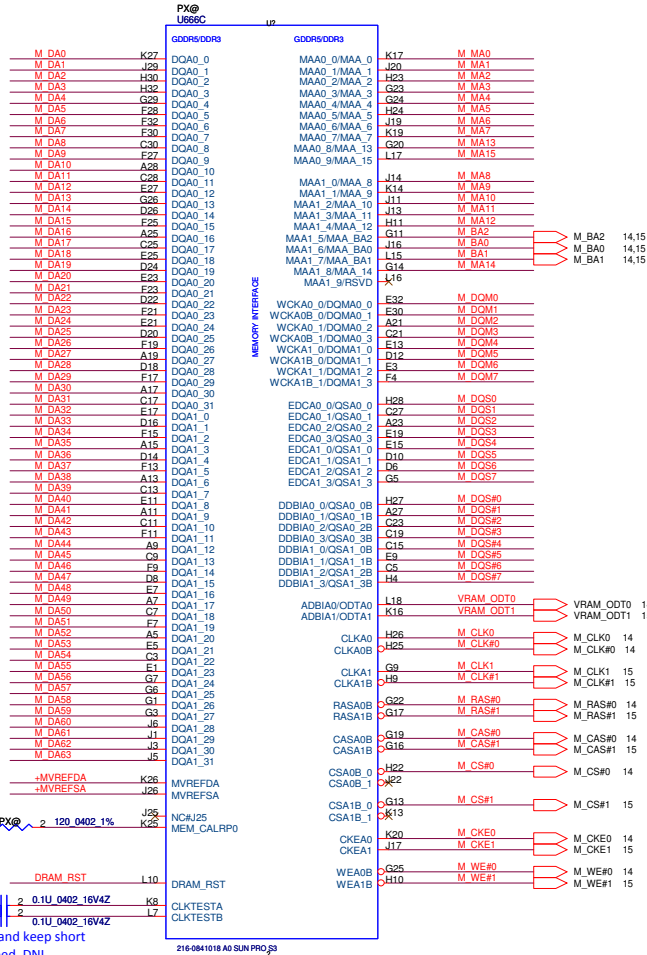 PX@
U666C
U?
GDDR5/DDR3 GDDR5/DDR3
M_DA0 K27 DQA0_0
M_DA1 J29 DQA0_1
M_DA2 H30 DQA0_2
M_DA3 H32 DQA0_3
M_DA4 G29 DQA0_4
M_DA5 F28 DQA0_5
M_DA6 F32 DQA0_6
M_DA7 F30 DQA0_7
M_DA8 C30 DQA0_8
M_DA9 F27 DQA0_9
M_DA10 A28 DQA0_10
M_DA11 C28 DQA0_11
M_DA12 E27 DQA0_12
M_DA13 G26 DQA0_13
M_DA14 D26 DQA0_14
M_DA15 F25 DQA0_15
M_DA16 A25 DQA0_16
M_DA17 C25 DQA0_17
M_DA18 E25 DQA0_18
M_DA19 D24 DQA0_19
M_DA20 E23 DQA0_20
M_DA21 F23 DQA0_21
M_DA22 D22 DQA0_22
M_DA23 F21 DQA0_23
M_DA24 E21 DQA0_24
M_DA25 D20 DQA0_25
M_DA26 F19 DQA0_26
M_DA27 A19 DQA0_27
M_DA28 D18 DQA0_28
M_DA29 F17 DQA0_29
M_DA30 A17 DQA0_30
M_DA31 C17 DQA0_31
M_DA32 E17 DQA1_0
M_DA33 D16 DQA1_1
M_DA34 F15 DQA1_2
M_DA35 A15 DQA1_3
M_DA36 D14 DQA1_4
M_DA37 F13 DQA1_5
M_DA38 A13 DQA1_6
M_DA39 C13 DQA1_7
M_DA40 E11 DQA1_8
M_DA41 A11 DQA1_9
M_DA42 C11 DQA1_10
M_DA43 F11 DQA1_11
M_DA44 A9 DQA1_12
M_DA45 C9 DQA1_13
M_DA46 F9 DQA1_14
M_DA47 D8 DQA1_15
M_DA48 E7 DQA1_16
M_DA49 A7 DQA1_17
M_DA50 C7 DQA1_18
M_DA51 F7 DQA1_19
M_DA52 A5 DQA1_20
M_DA53 E5 DQA1_21
M_DA54 C3 DQA1_22
M_DA55 E1 DQA1_23
M_DA56 G7 DQA1_24
M_DA57 G6 DQA1_25
M_DA58 G1 DQA1_26
M_DA59 G3 DQA1_27
M_DA60 J6 DQA1_28
M_DA61 J1 DQA1_29
M_DA62 J3 DQA1_30
M_DA63 J5 DQA1_31
+MVREFDA K26 MVREFDA
+MVREFSA J26 MVREFSA
J25 NC#J25
PX@ 2 120_0402_1% K25 MEM_CALRP0
DRAM_RST L10 DRAM_RST
2 0.1U_0402_16V4Z K8 CLKTESTA
2 0.1U_0402_16V4Z L7 CLKTESTB
and keep short
MEMORY INTERFACE
MAA0_0/MAA_0 K17 M_MA0
MAA0_1/MAA_1 J20 M_MA1
MAA0_2/MAA_2 H23 M_MA2
MAA0_3/MAA_3 G23 M_MA3
MAA0_4/MAA_4 G24 M_MA4
MAA0_5/MAA_5 H24 M_MA5
MAA0_6/MAA_6 J19 M_MA6
MAA0_7/MAA_7 K19 M_MA7
MAA0_8/MAA_13 G20 M_MA13
MAA0_9/MAA_15 L17 M_MA15
MAA1_0/MAA_8 J14 M_MA8
MAA1_1/MAA_9 K14 M_MA9
MAA1_2/MAA_10 J11 M_MA10
MAA1_3/MAA_11 J13 M_MA11
MAA1_4/MAA_12 H11 M_MA12
MAA1_5/MAA_BA2 G11 M_BA2 M_BA2 14,15
MAA1_6/MAA_BA0 J16 M_BA0 M_BA0 14,15
MAA1_7/MAA_BA1 L15 M_BA1 M_BA1 14,15
MAA1_8/MAA_14 G14 M_MA14
MAA1_9/RSVD L16
WCKA0_0/DQMA0_0 E32 M_DQM0
WCKA0B_0/DQMA0_1 E30 M_DQM1
WCKA0_1/DQMA0_2 A21 M_DQM2
WCKA0B_1/DQMA0_3 C21 M_DQM3
WCKA1_0/DQMA1_0 E13 M_DQM4
WCKA1B_0/DQMA1_1 D12 M_DQM5
WCKA1_1/DQMA1_2 E3 M_DQM6
WCKA1B_1/DQMA1_3 F4 M_DQM7
EDCA0_0/QSA0_0 H28 M_DQS0
EDCA0_1/QSA0_1 C27 M_DQS1
EDCA0_2/QSA0_2 A23 M_DQS2
EDCA0_3/QSA0_3 E19 M_DQS3
EDCA1_0/QSA1_0 E15 M_DQS4
EDCA1_1/QSA1_1 D10 M_DQS5
EDCA1_2/QSA1_2 D6 M_DQS6
EDCA1_3/QSA1_3 G5 M_DQS7
DDBIA0_0/QSA0_0B H27 M_DQS#0
DDBIA0_1/QSA0_1B A27 M_DQS#1
DDBIA0_2/QSA0_2B C23 M_DQS#2
DDBIA0_3/QSA0_3B C19 M_DQS#3
DDBIA1_0/QSA1_0B C15 M_DQS#4
DDBIA1_1/QSA1_1B E9 M_DQS#5
DDBIA1_2/QSA1_2B C5 M_DQS#6
DDBIA1_3/QSA1_3B H4 M_DQS#7
ADBIA0/ODTA0 L18 VRAM_ODT0 VRAM_ODT0 1
ADBIA1/ODTA1 K16 VRAM_ODT1 VRAM_ODT1 1
CLKA0 H26 M_CLK0 M_CLK0 14
CLKA0B H25 M_CLK#0 M_CLK#0 14
CLKA1 G9 M_CLK1 M_CLK1 15
CLKA1B H9 M_CLK#1 M_CLK#1 15
RASA0B G22 M_RAS#0 M_RAS#0 14
RASA1B G17 M_RAS#1 M_RAS#1 15
CASA0B G19 M_CAS#0 M_CAS#0 14
CASA1B G16 M_CAS#1 M_CAS#1 15
CSA0B_0 H22 M_CS#0 M_CS#0 14
CSA0B_1 J22
CSA1B_0 G13 M_CS#1 M_CS#1 15
CSA1B_1 K13
CKEA0 K20 M_CKE0 M_CKE0 14
CKEA1 J17 M_CKE1 M_CKE1 15
WEA0B G25 M_WE#0 M_WE#0 14
WEA1B H10 M_WE#1 M_WE#1 15
216-0841018 A0 SUN PRO S3